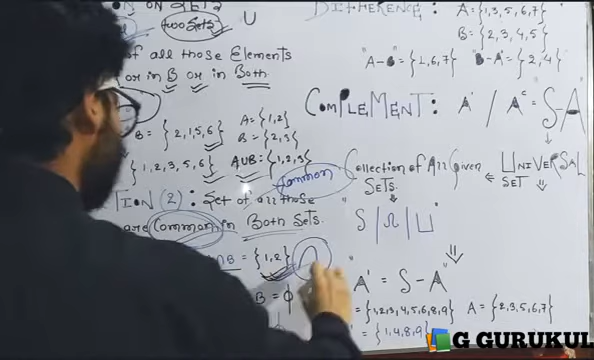 two Sets U
of all those Elements
or in B or in Both
B = { 2, 1, 5, 6 }
{ 1, 2, 3, 5, 6 }
A = {1, 2}
B = {2, 3}
AUB = {1, 2, 3}
Common
(2) : Set of all those
are Common in Both Sets.
= {1, 2} ∩
B = ϕ
DIFFERENCE: A = {1, 3, 5, 6, 7}
B = {2, 3, 4, 5}
"A-B" = {1, 6, 7} "B-A" = {2, 4}
COMPLEMENT: A' / Aᶜ = S-A
Collection of All Given SETS. ⇐ UNIVERSAL SET
"S | Ω | U"
"A' = S - A"
= {1, 2, 3, 4, 5, 6, 8, 9} A = {2, 3, 5, 6, 7}
= {1, 4, 8, 9}
G GURUKUL